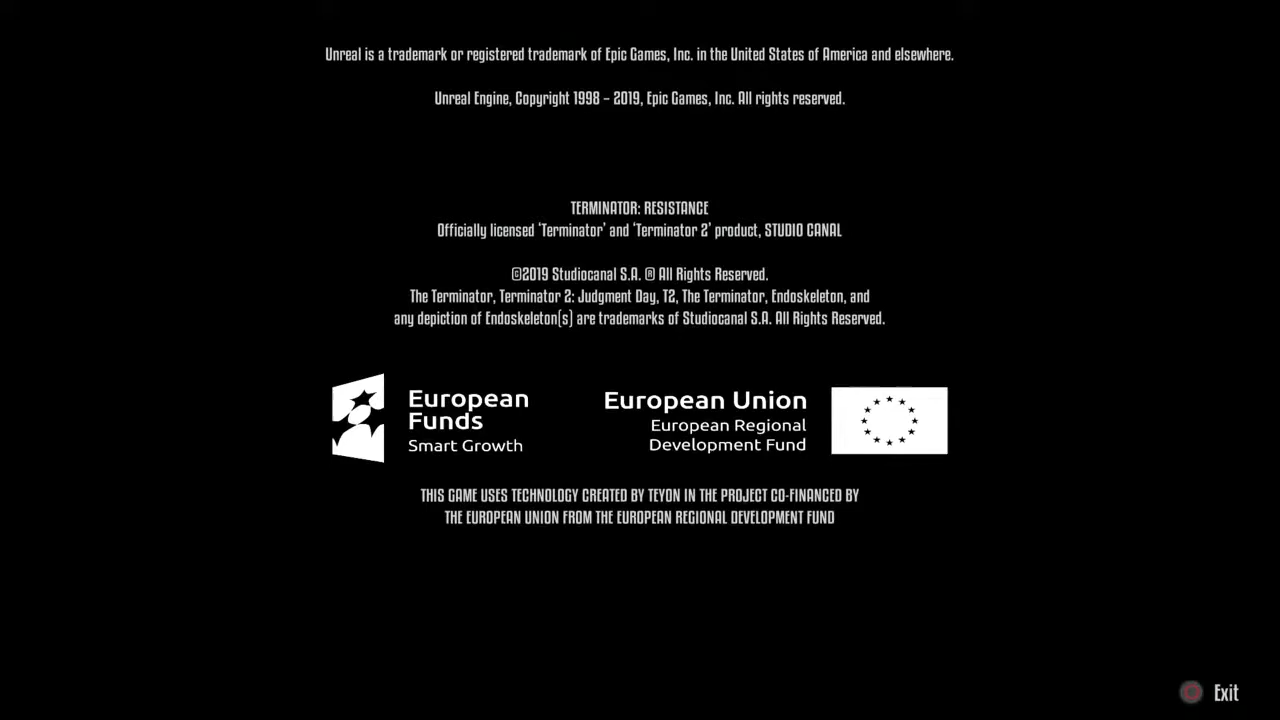 Unreal is a trademark or registered trademark of Epic Games, Inc. in the United States of America and elsewhere.
Unreal Engine, Copyright 1998 – 2019, Epic Games, Inc. All rights reserved.
TERMINATOR: RESISTANCE
Officially licensed ‘Terminator’ and ‘Terminator 2’ product, STUDIO CANAL
©2019 Studiocanal S.A. ® All Rights Reserved.
The Terminator, Terminator 2: Judgment Day, T2, The Terminator, Endoskeleton, and
any depiction of Endoskeleton(s) are trademarks of Studiocanal S.A. All Rights Reserved.
European
Funds
Smart Growth
European Union
European Regional
Development Fund
THIS GAME USES TECHNOLOGY CREATED BY TEYON IN THE PROJECT CO-FINANCED BY
THE EUROPEAN UNION FROM THE EUROPEAN REGIONAL DEVELOPMENT FUND
Exit